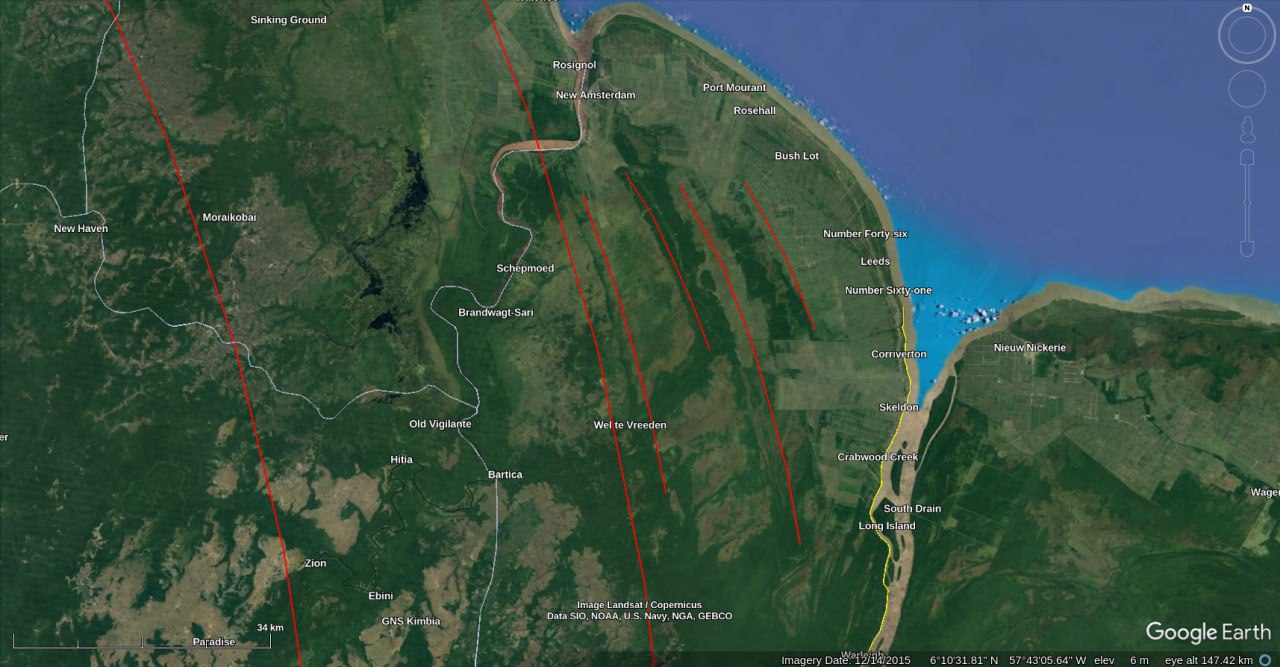 N
Sinking Ground
Rosignol
New Amsterdam
Port Mourant
Rosehall
Bush Lot
Moraikobai
New Haven
Number Forty-six
Leeds
Schepmoed
Number Sixty-one
Brandwagt-Sari
Nieuw Nickerie
Corriverton
Skeldon
Old Vigilante
Wel te Vreeden
er
Hitia
Crabwood Creek
Bartica
Wager
South Drain
Long Island
Zion
Ebini
Image Landsat / Copernicus
Data SIO, NOAA, U.S. Navy, NGA, GEBCO
GNS Kimbia
34 km
Paradise
Google Earth
Imagery Date: 12/14/2015 6°10'31.81" N 57°43'05.64" W elev 6 m eye alt 147.42 km